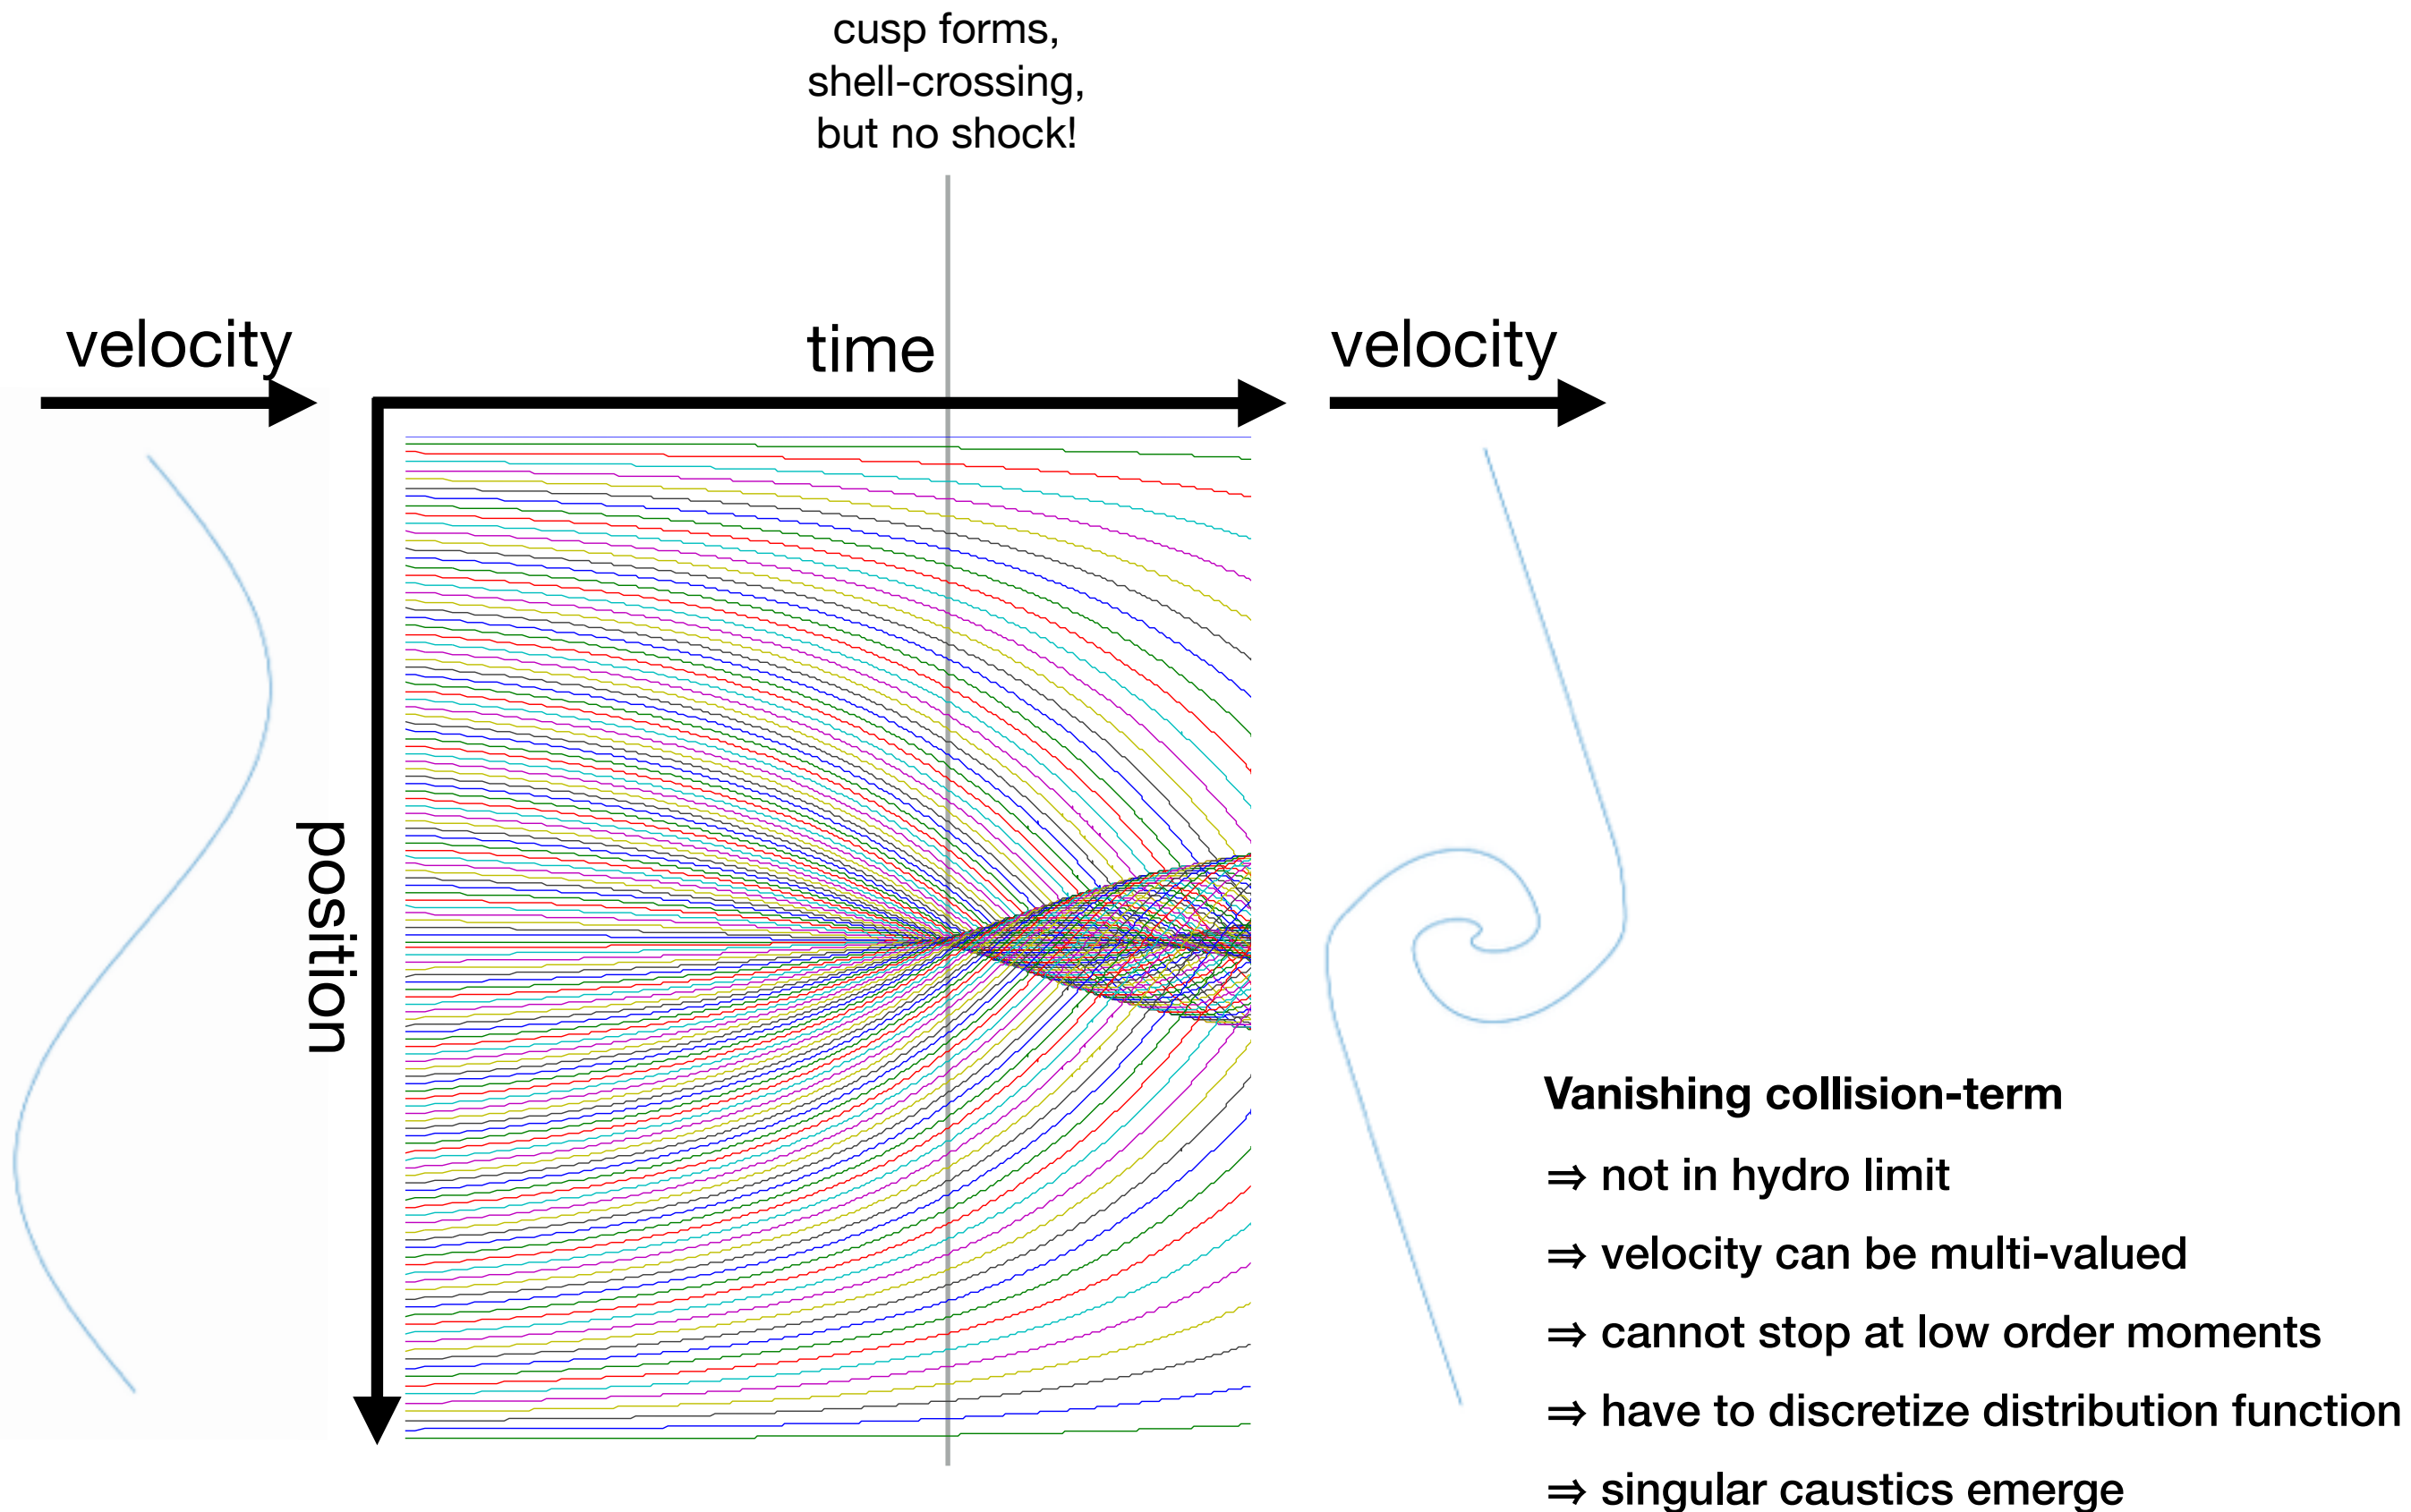 cusp forms,
shell-crossing,
but no shock!
velocity
time
velocity
position
Vanishing collision-term
⇒ not in hydro limit
⇒ velocity can be multi-valued
⇒ cannot stop at low order moments
⇒ have to discretize distribution function
⇒ singular caustics emerge